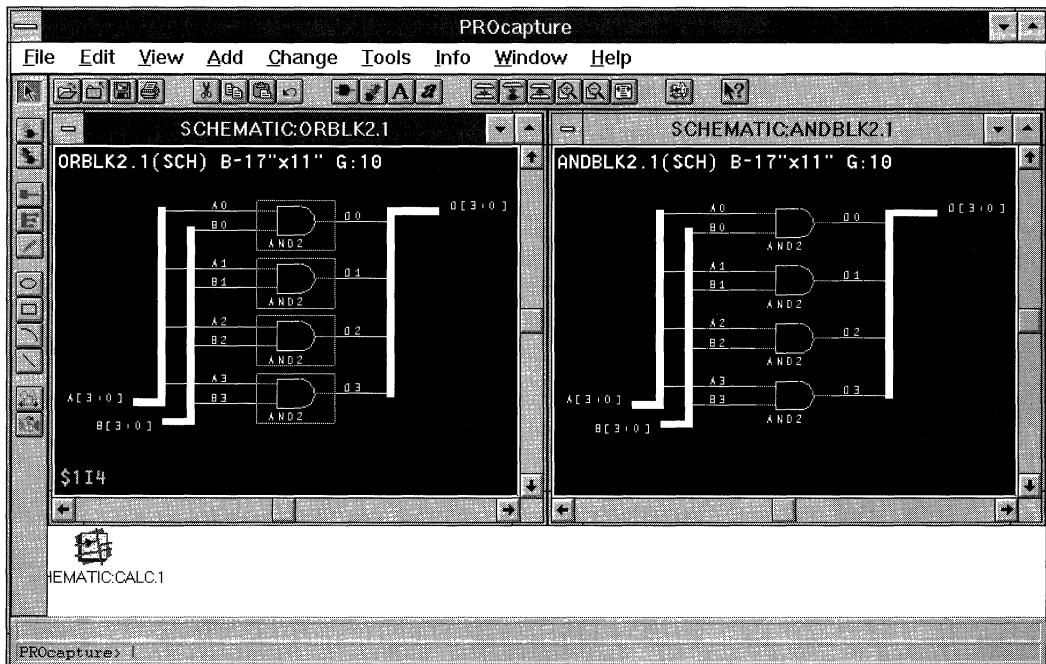 PROcapture
File Edit View Add Change Tools Info Window Help
SCHEMATIC:ORBLK2.1
ORBLK2.1(SCH) B-17"x11" G:10
A0
B0
AND2
O0
O[3:0]
A1
B1
AND2
O1
A2
B2
AND2
O2
A3
B3
AND2
O3
A[3:0]
B[3:0]
$1I4
SCHEMATIC:ANDBLK2.1
ANDBLK2.1(SCH) B-17"x11" G:10
A0
B0
AND2
O0
O[3:0]
A1
B1
AND2
O1
A2
B2
AND2
O2
A3
B3
AND2
O3
A[3:0]
B[3:0]
HEMATIC:CALC.1
PROcapture>